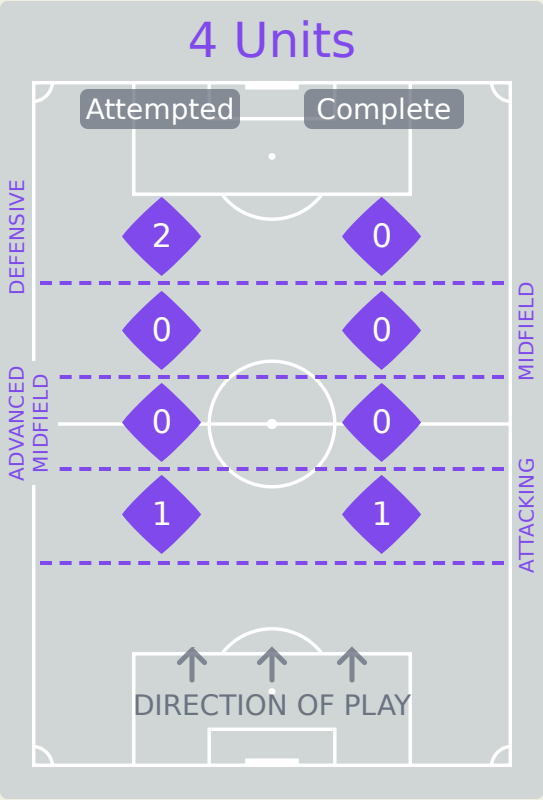 4 Units
Attempted Complete
DEFENSIVE
2 0
MIDFIELD
0 0
ADVANCED
MIDFIELD
0 0
ATTACKING
1 1
DIRECTION OF PLAY